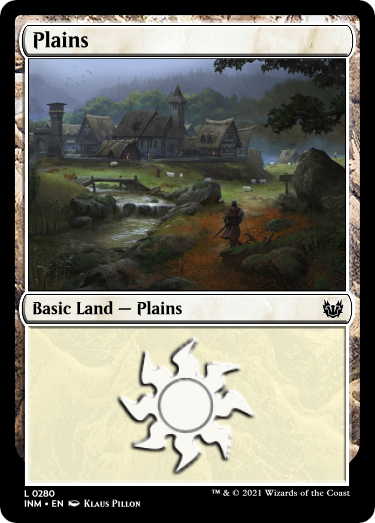 Plains
Basic Land — Plains
L 0280
INM • EN Klaus Pillon
™ & © 2021 Wizards of the Coast